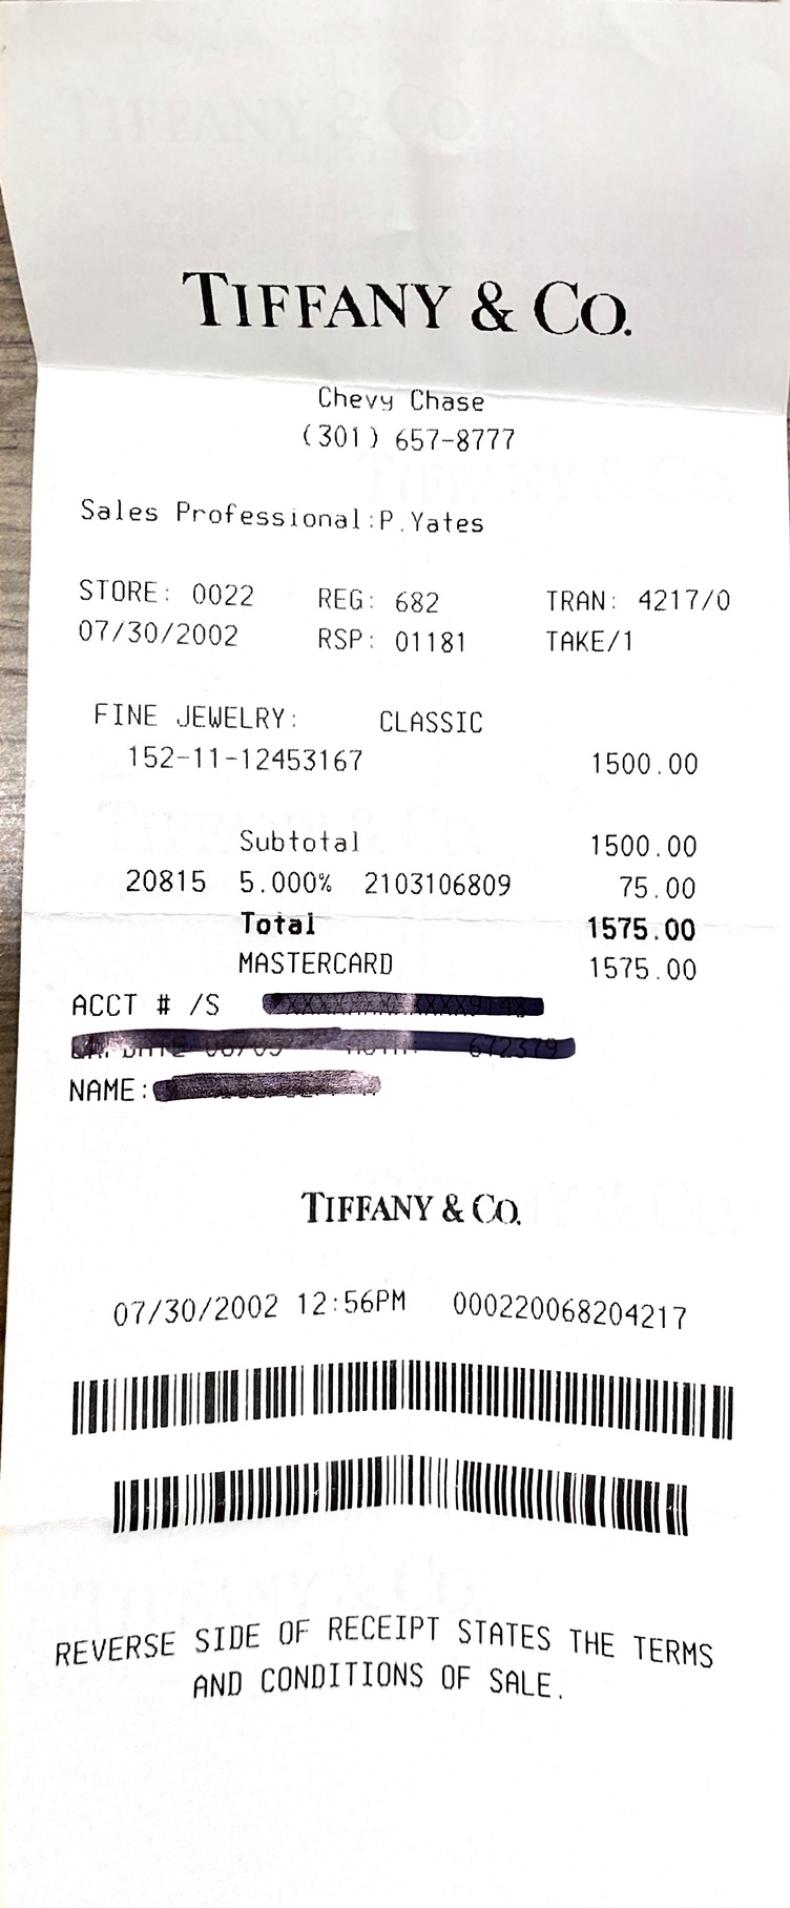 TIFFANY & CO.
Chevy Chase
(301) 657-8777
Sales Professional:P.Yates
STORE: 0022 REG: 682 TRAN: 4217/0
07/30/2002 RSP: 01181 TAKE/1
FINE JEWELRY: CLASSIC
152-11-12453167 1500.00
Subtotal 1500.00
20815 5.000% 2103106809 75.00
Total 1575.00
MASTERCARD 1575.00
ACCT # /S
NAME:
TIFFANY & CO.
07/30/2002 12:56PM 000220068204217
REVERSE SIDE OF RECEIPT STATES THE TERMS
AND CONDITIONS OF SALE.